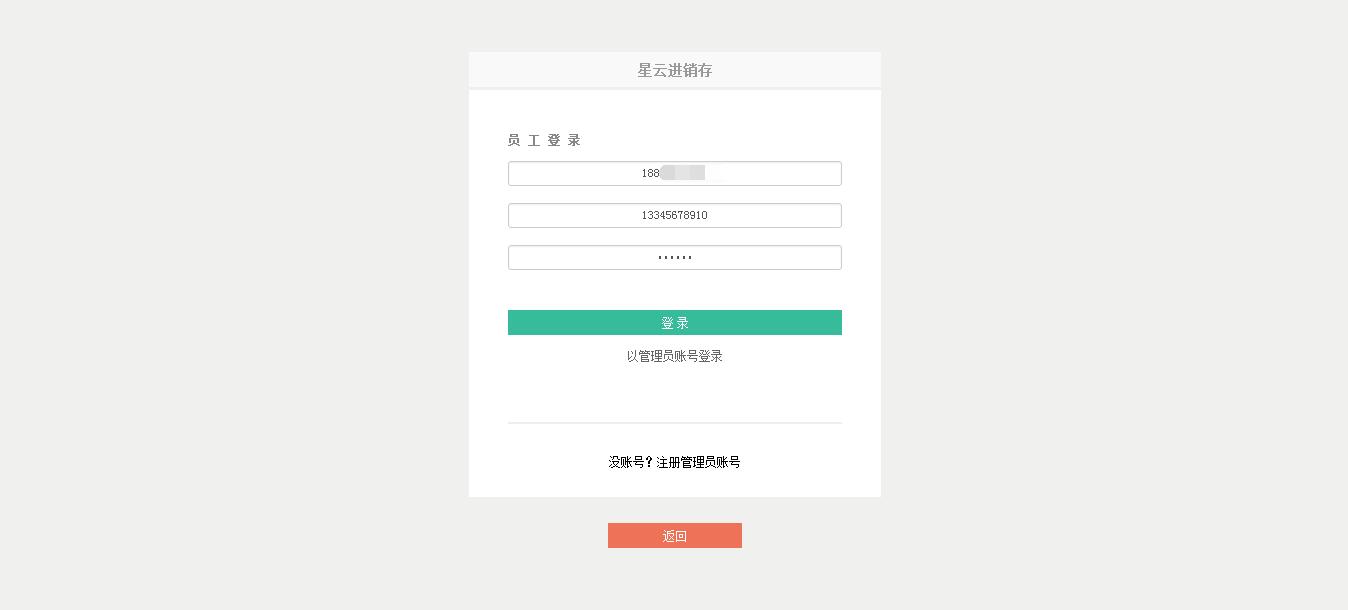 星云进销存
员 工 登 录
188
13345678910
••••••
登 录
以管理员账号登录
没账号？注册管理员账号
返回